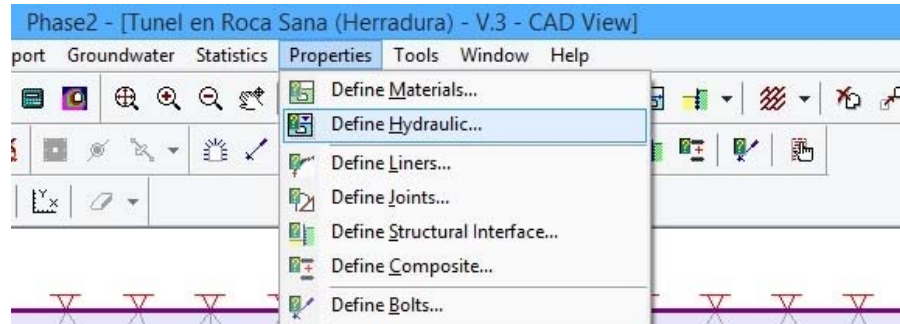 Phase2 - [Tunel en Roca Sana (Herradura) - V.3 - CAD View]
port Groundwater Statistics Properties Tools Window Help
Define Materials...
Define Hydraulic...
Define Liners...
Define Joints...
Define Structural Interface...
Define Composite...
Define Bolts...